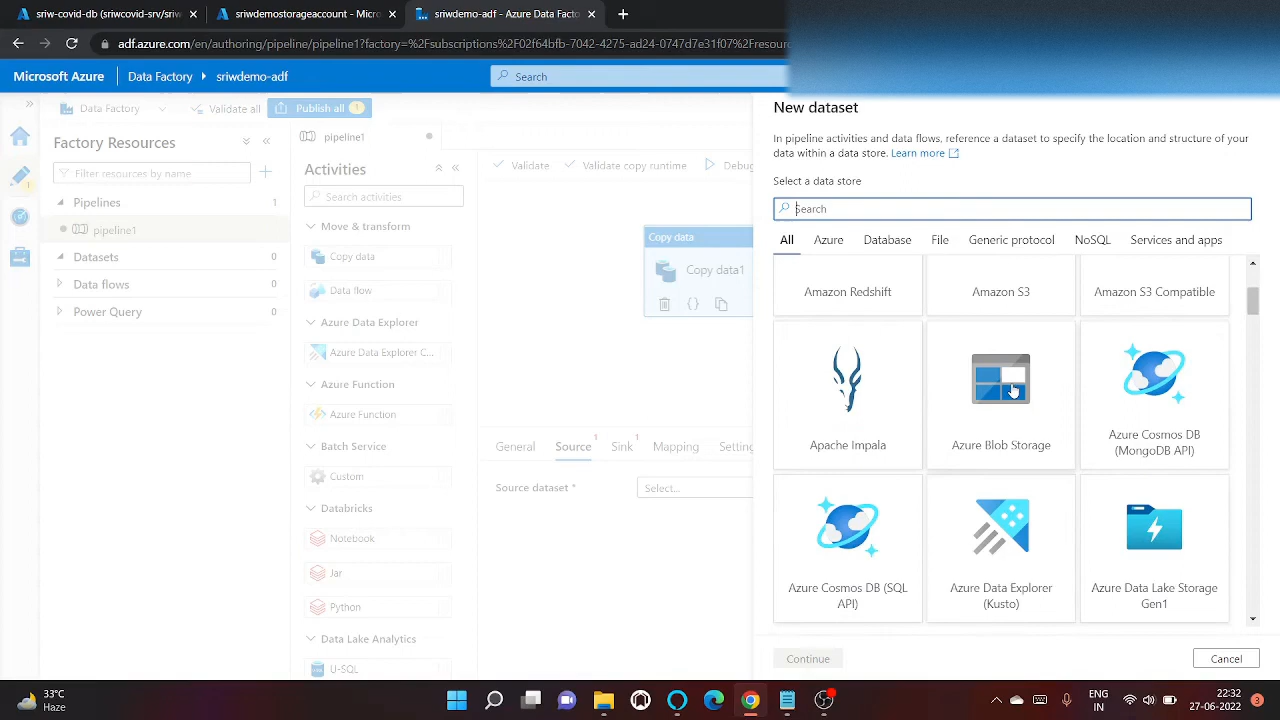 sriw-covid-db (sriwcovid-srv/sriw
sriwdemostorageaccount - Micro
sriwdemo-adf - Azure Data Facto
adf.azure.com/en/authoring/pipeline/pipeline1?factory=%2Fsubscriptions%2F02f64bfb-7042-4275-ad24-0747d7e31f07%2Fresour
Microsoft Azure
Data Factory
sriwdemo-adf
Search
Data Factory
Validate all
Publish all
1
Factory Resources
Filter resources by name
Pipelines
1
pipeline1
Datasets
0
Data flows
0
Power Query
0
pipeline1
Activities
Search activities
Move & transform
Copy data
Data flow
Azure Data Explorer
Azure Data Explorer C...
Azure Function
Azure Function
Batch Service
Custom
Databricks
Notebook
Jar
Python
Data Lake Analytics
U-SQL
Validate
Validate copy runtime
Debug
Copy data
Copy data1
General
Source 1
Sink 1
Mapping
Setting
Source dataset *
Select...
New dataset
In pipeline activities and data flows, reference a dataset to specify the location and structure of your
data within a data store. Learn more
Select a data store
Search
All
Azure
Database
File
Generic protocol
NoSQL
Services and apps
Amazon Redshift
Amazon S3
Amazon S3 Compatible
Apache Impala
Azure Blob Storage
Azure Cosmos DB
(MongoDB API)
Azure Cosmos DB (SQL
API)
Azure Data Explorer
(Kusto)
Azure Data Lake Storage
Gen1
Continue
Cancel
33°C
Haze
ENG
IN
22:32
27-06-2022
3